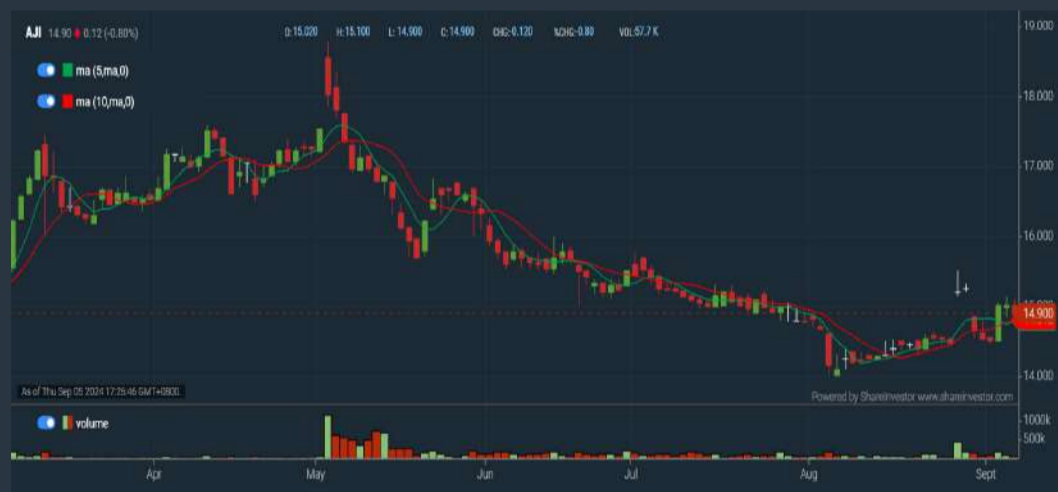 AJI 14.90 0.12 (-0.80%) O:15.020 H:15.100 L: 14.900 C: 14.900 CHG:-0.120 %CHG:-0.80 VOL:57.7 K
ma (5,ma,0)
ma (10,ma,0)
19.000
18.000
17.000
16.000
15.000
14.900
14.000
As of Thu Sep 05 2024 17:25:46 GMT+0800.
Powered by ShareInvestor www.shareinvestor.com
volume
1000k
500k
Apr May Jun Jul Aug Sept